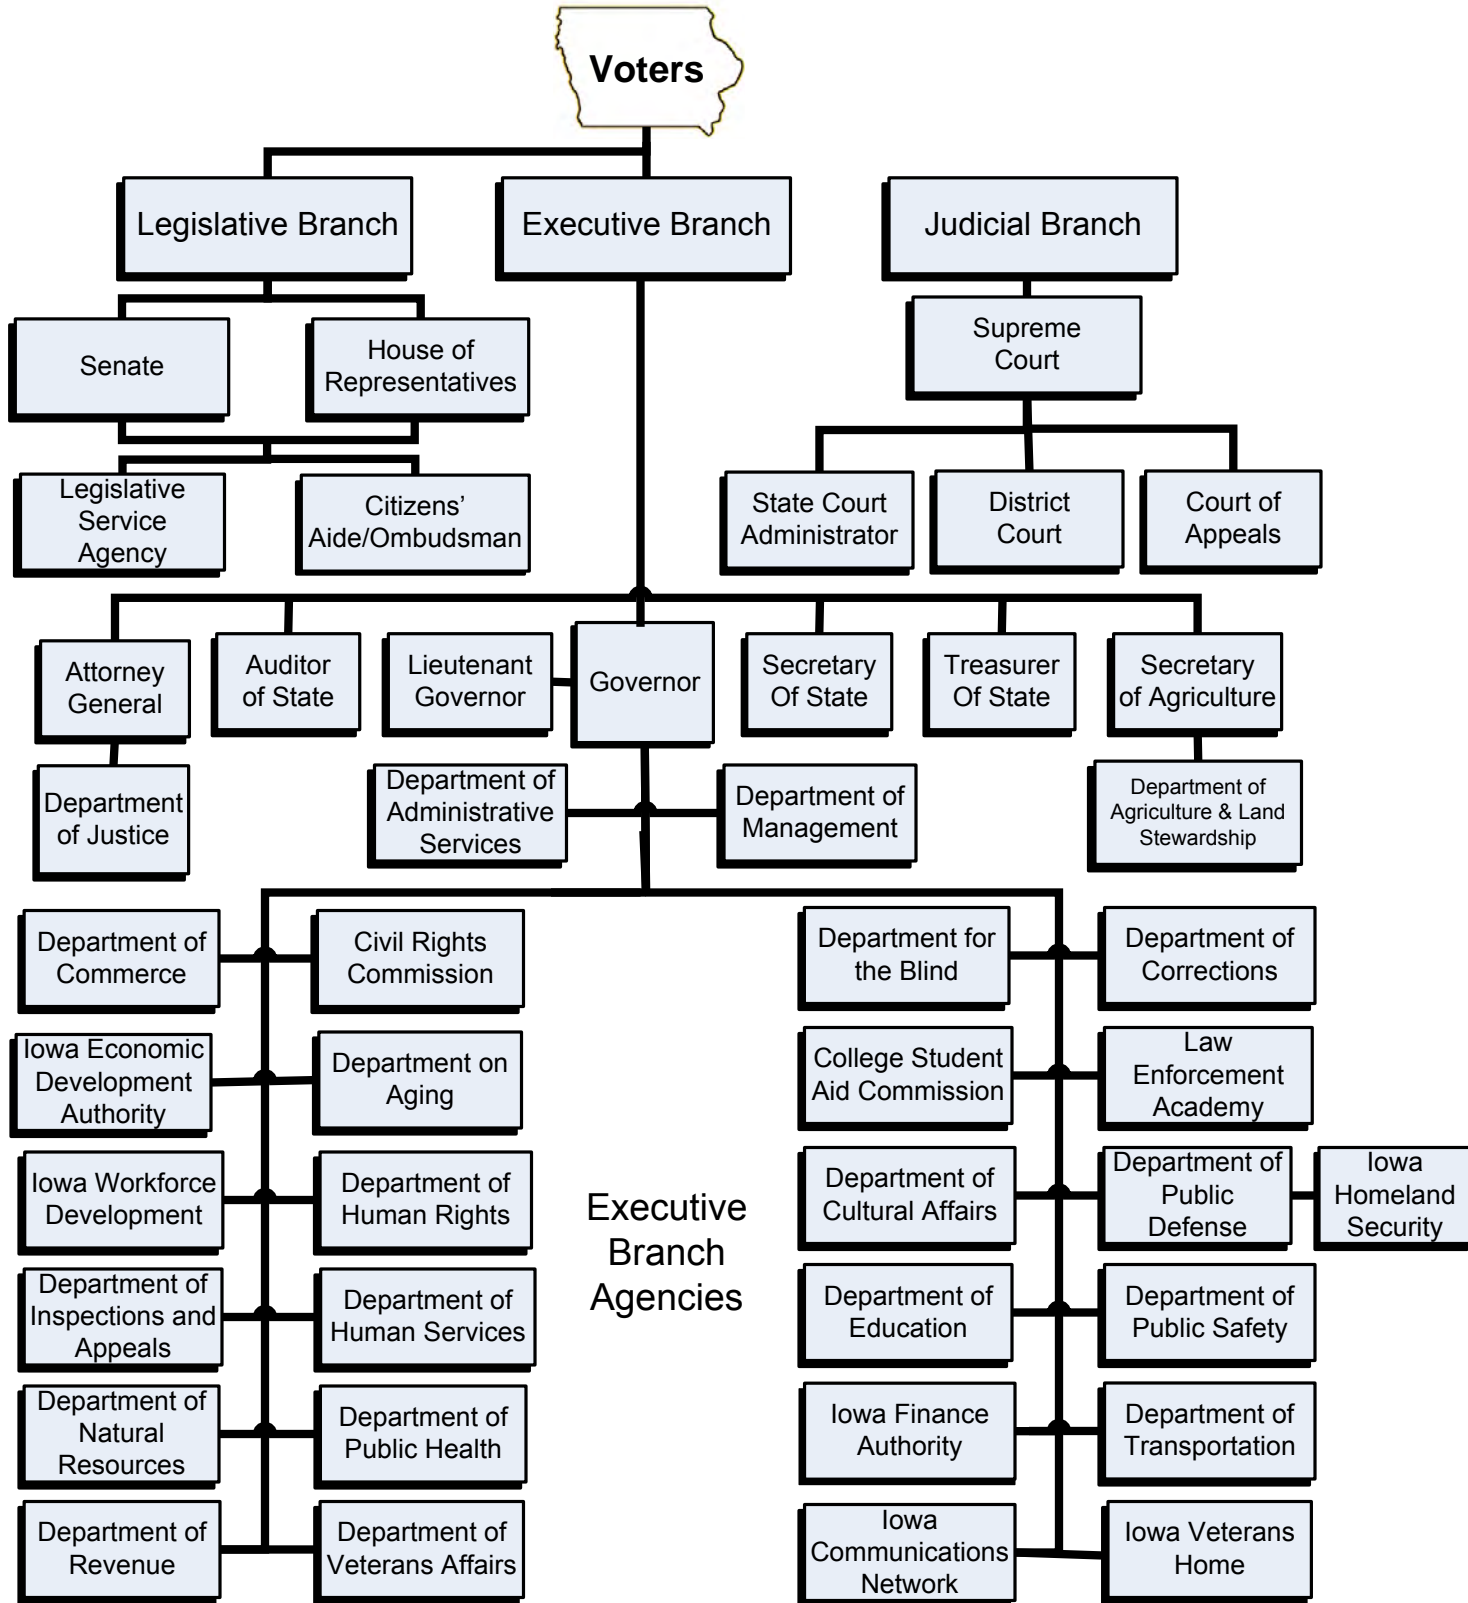 Voters
Legislative Branch
Executive Branch
Judicial Branch
Senate
House of
Representatives
Supreme
Court
Legislative
Service
Agency
Citizens’
Aide/Ombudsman
State Court
Administrator
District
Court
Court of
Appeals
Attorney
General
Auditor
of State
Lieutenant
Governor
Governor
Secretary
Of State
Treasurer
Of State
Secretary
of Agriculture
Department
of Justice
Department of
Administrative
Services
Department of
Management
Department of
Agriculture & Land
Stewardship
Department of
Commerce
Civil Rights
Commission
Department for
the Blind
Department of
Corrections
Iowa Economic
Development
Authority
Department on
Aging
College Student
Aid Commission
Law
Enforcement
Academy
Iowa Workforce
Development
Department of
Human Rights
Executive
Branch
Agencies
Department of
Cultural Affairs
Department of
Public
Defense
Iowa
Homeland
Security
Department of
Inspections and
Appeals
Department of
Human Services
Department of
Education
Department of
Public Safety
Department of
Natural
Resources
Department of
Public Health
Iowa Finance
Authority
Department of
Transportation
Department of
Revenue
Department of
Veterans Affairs
Iowa
Communications
Network
Iowa Veterans
Home